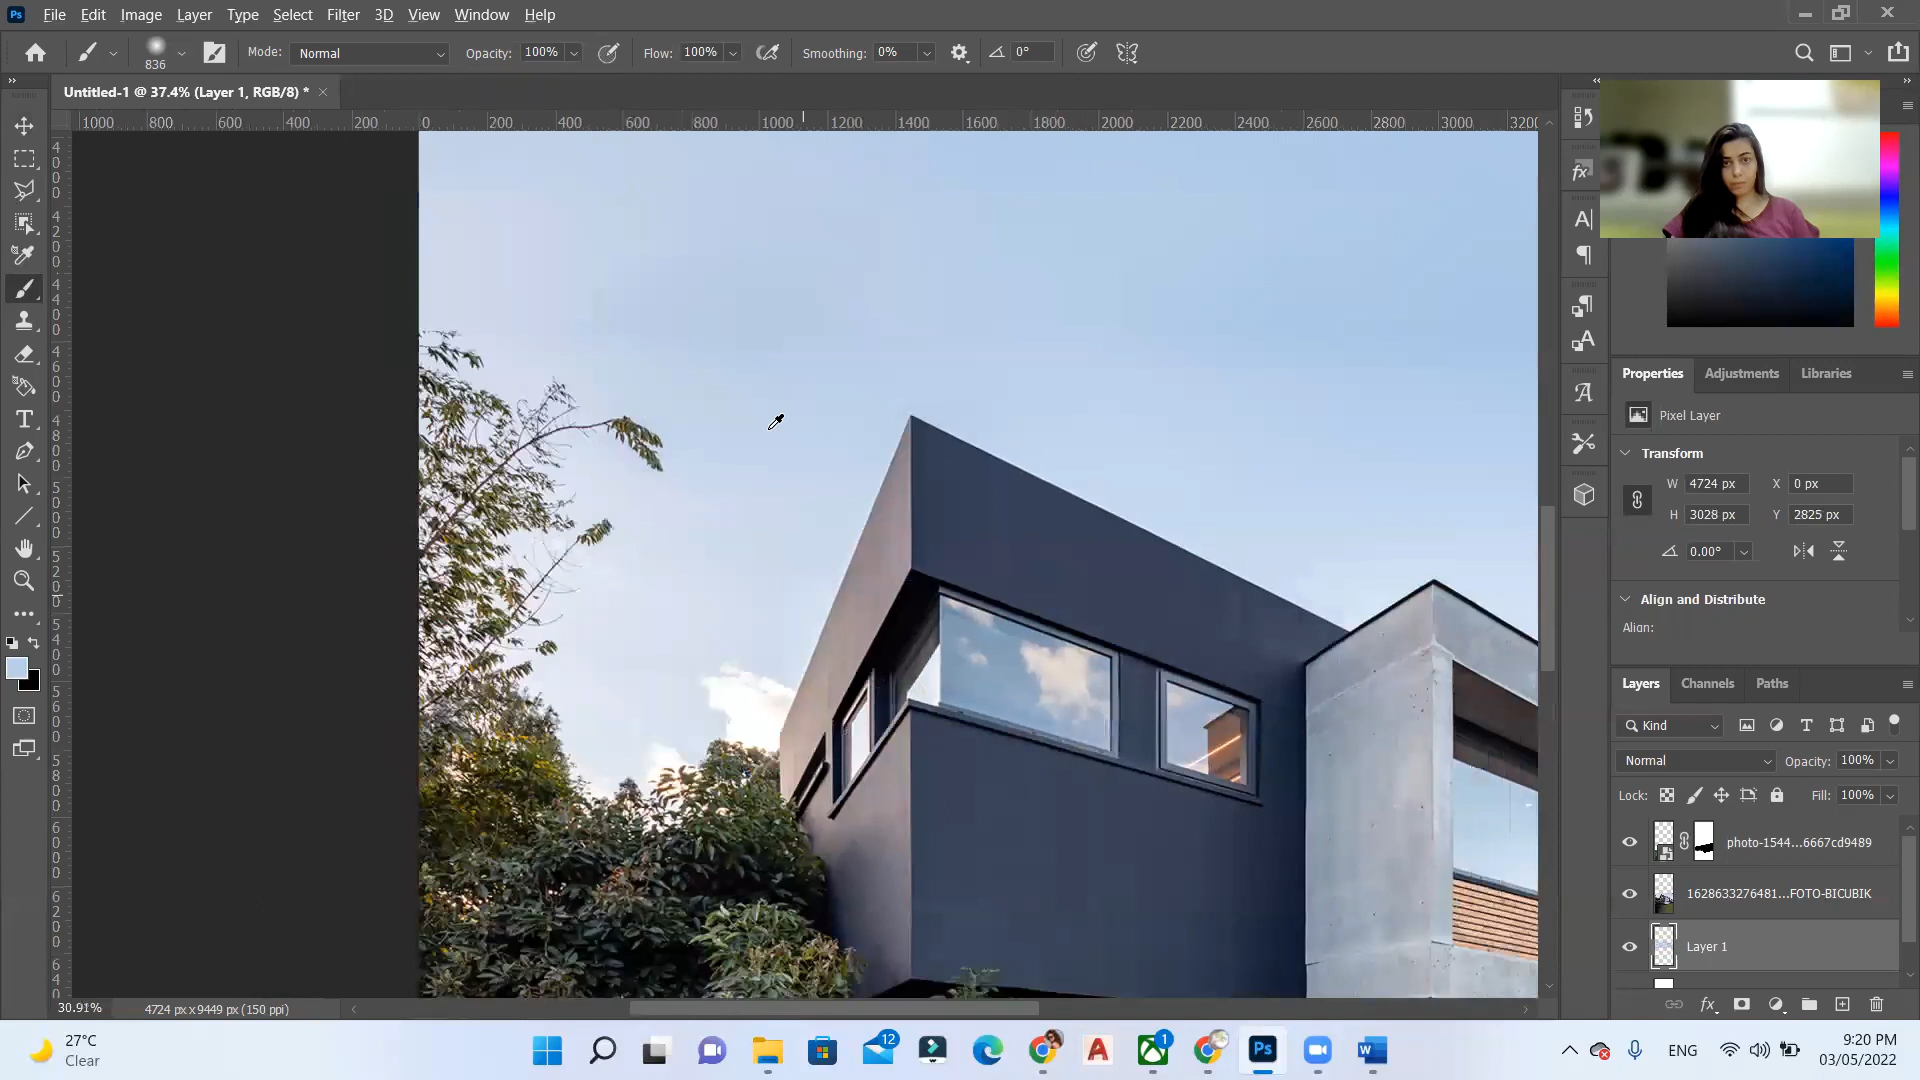 Ps File Edit Image Layer Type Select Filter 3D View Window Help
836 Mode: Normal Opacity: 100% Flow: 100% Smoothing: 0% 0°
Untitled-1 @ 37.4% (Layer 1, RGB/8) * ×
1000 800 600 400 200 0 200 400 600 800 1000 1200 1400 1600 1800 2000 2200 2400 2600 2800 3000 3200
Properties Adjustments Libraries
Pixel Layer
Transform
W 4724 px X 0 px
H 3028 px Y 2825 px
0.00°
Align and Distribute
Align:
Layers Channels Paths
Kind
Normal Opacity: 100%
Lock: Fill: 100%
photo-1544...6667cd9489
1628633276481...FOTO-BICUBIK
Layer 1
30.91% 4724 px x 9449 px (150 ppi)
27°C
Clear
12
1
Ps
ENG
9:20 PM
03/05/2022